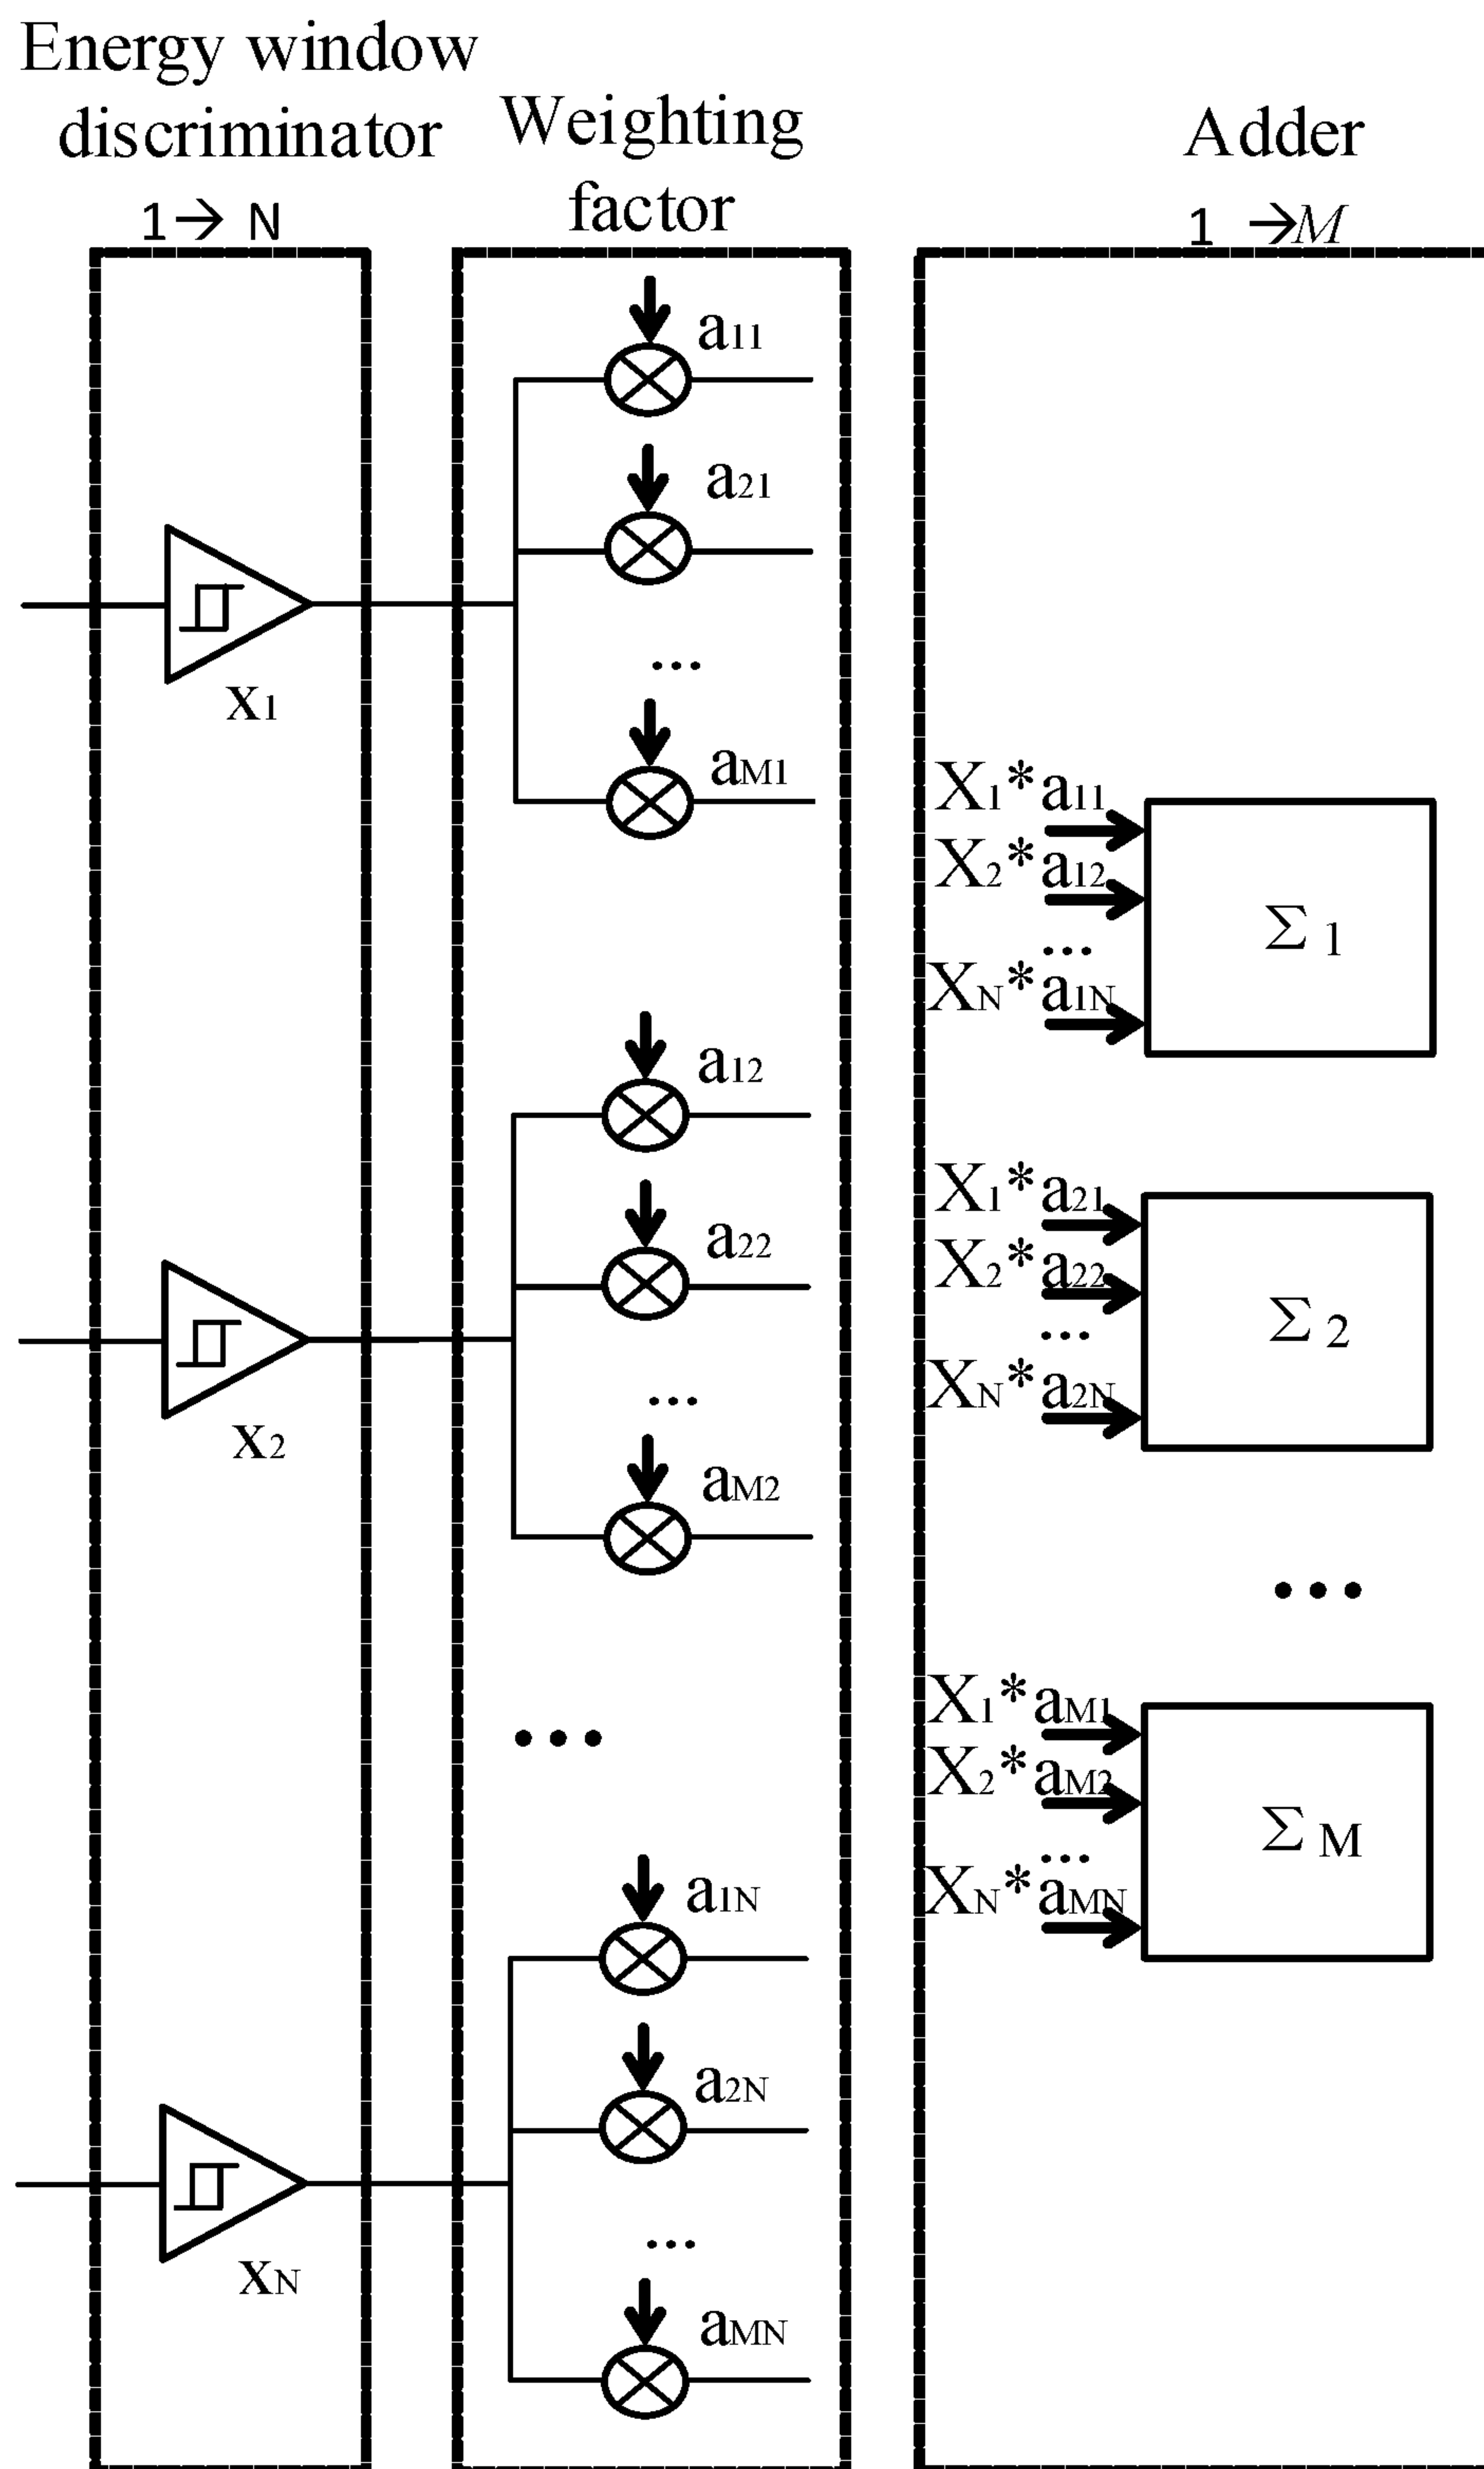 Energy window
discriminator
1→ N
Weighting
factor
Adder
1 →M
a11
a21
...
aM1
x1
a12
a22
...
aM2
x2
...
a1N
a2N
...
aMN
xN
X1*a11
X2*a12
...
XN*a1N
Σ 1
X1*a21
X2*a22
...
XN*a2N
Σ 2
...
X1*aM1
X2*aM2
...
XN*aMN
Σ M